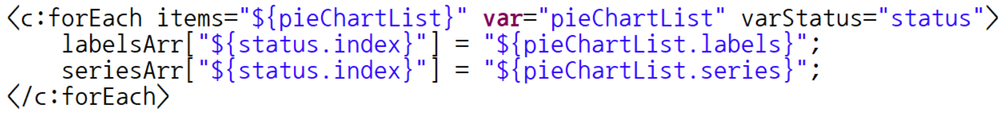 <c:forEach items="${pieChartList}" var="pieChartList" varStatus="status">
    labelsArr["${status.index}"] = "${pieChartList.labels}";
    seriesArr["${status.index}"] = "${pieChartList.series}";
</c:forEach>